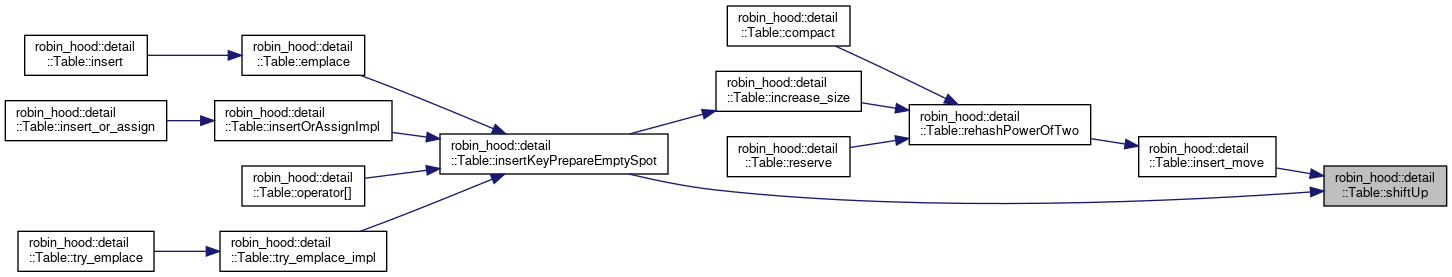 robin_hood::detail
::Table::insert
robin_hood::detail
::Table::insert_or_assign
robin_hood::detail
::Table::try_emplace
robin_hood::detail
::Table::emplace
robin_hood::detail
::Table::insertOrAssignImpl
robin_hood::detail
::Table::operator[]
robin_hood::detail
::Table::try_emplace_impl
robin_hood::detail
::Table::insertKeyPrepareEmptySpot
robin_hood::detail
::Table::compact
robin_hood::detail
::Table::increase_size
robin_hood::detail
::Table::reserve
robin_hood::detail
::Table::rehashPowerOfTwo
robin_hood::detail
::Table::insert_move
robin_hood::detail
::Table::shiftUp